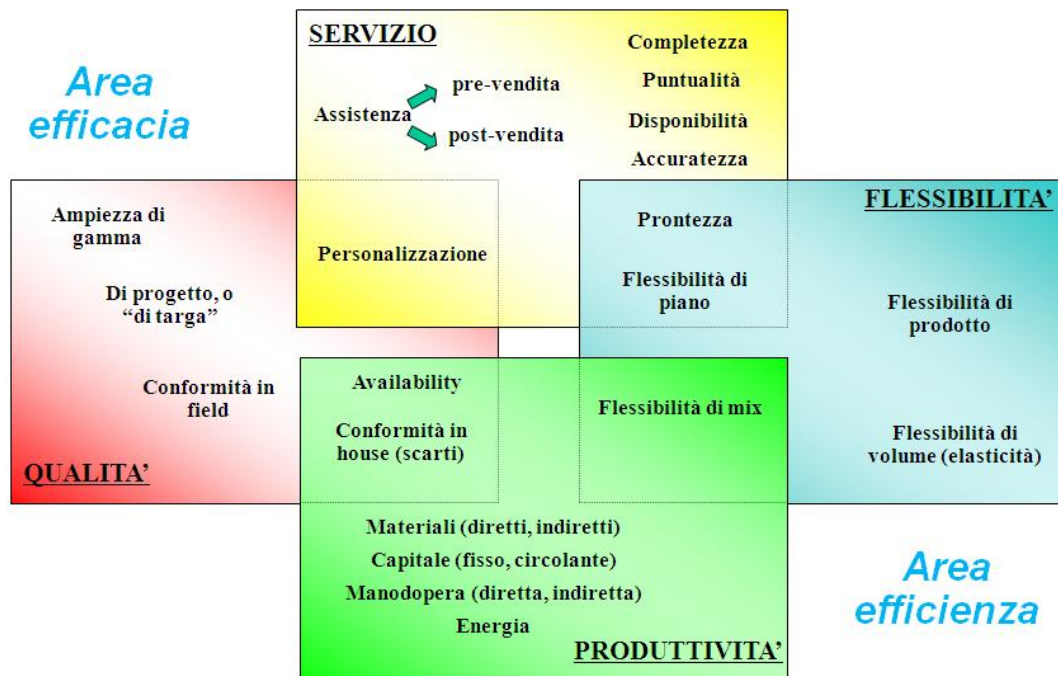 Area
efficacia
SERVIZIO
Assistenza
pre-vendita
post-vendita
Completezza
Puntualità
Disponibilità
Accuratezza
Ampiezza di
gamma
Di progetto, o
“di targa”
Conformità in
field
QUALITA’
Personalizzazione
FLESSIBILITA’
Prontezza
Flessibilità di
piano
Flessibilità di
prodotto
Flessibilità di
volume (elasticità)
Availability
Conformità in
house (scarti)
Flessibilità di mix
Materiali (diretti, indiretti)
Capitale (fisso, circolante)
Manodopera (diretta, indiretta)
Energia
PRODUTTIVITA’
Area
efficienza